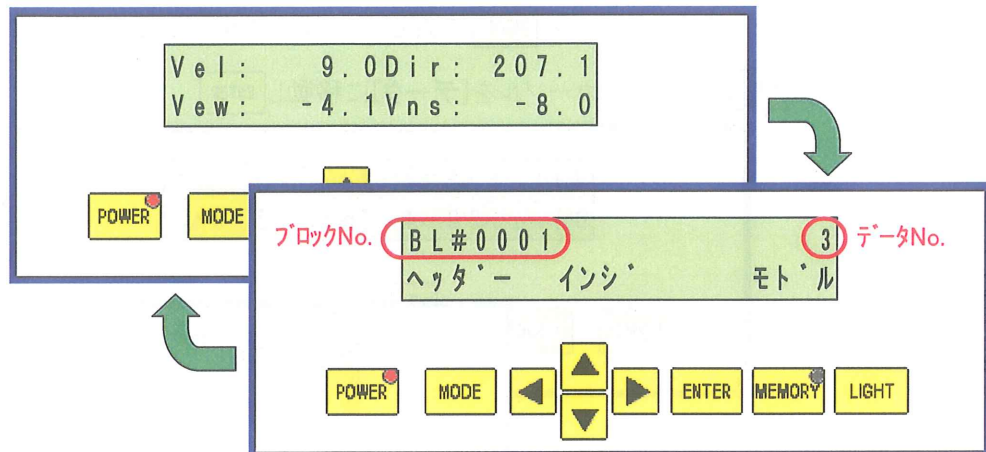 Vel: 9.0Dir: 207.1
Vew: -4.1Vns: -8.0
POWER MODE
ブロックNo. BL#0001 3 データNo.
ヘッダー インジ モドル
POWER MODE ENTER MEMORY LIGHT